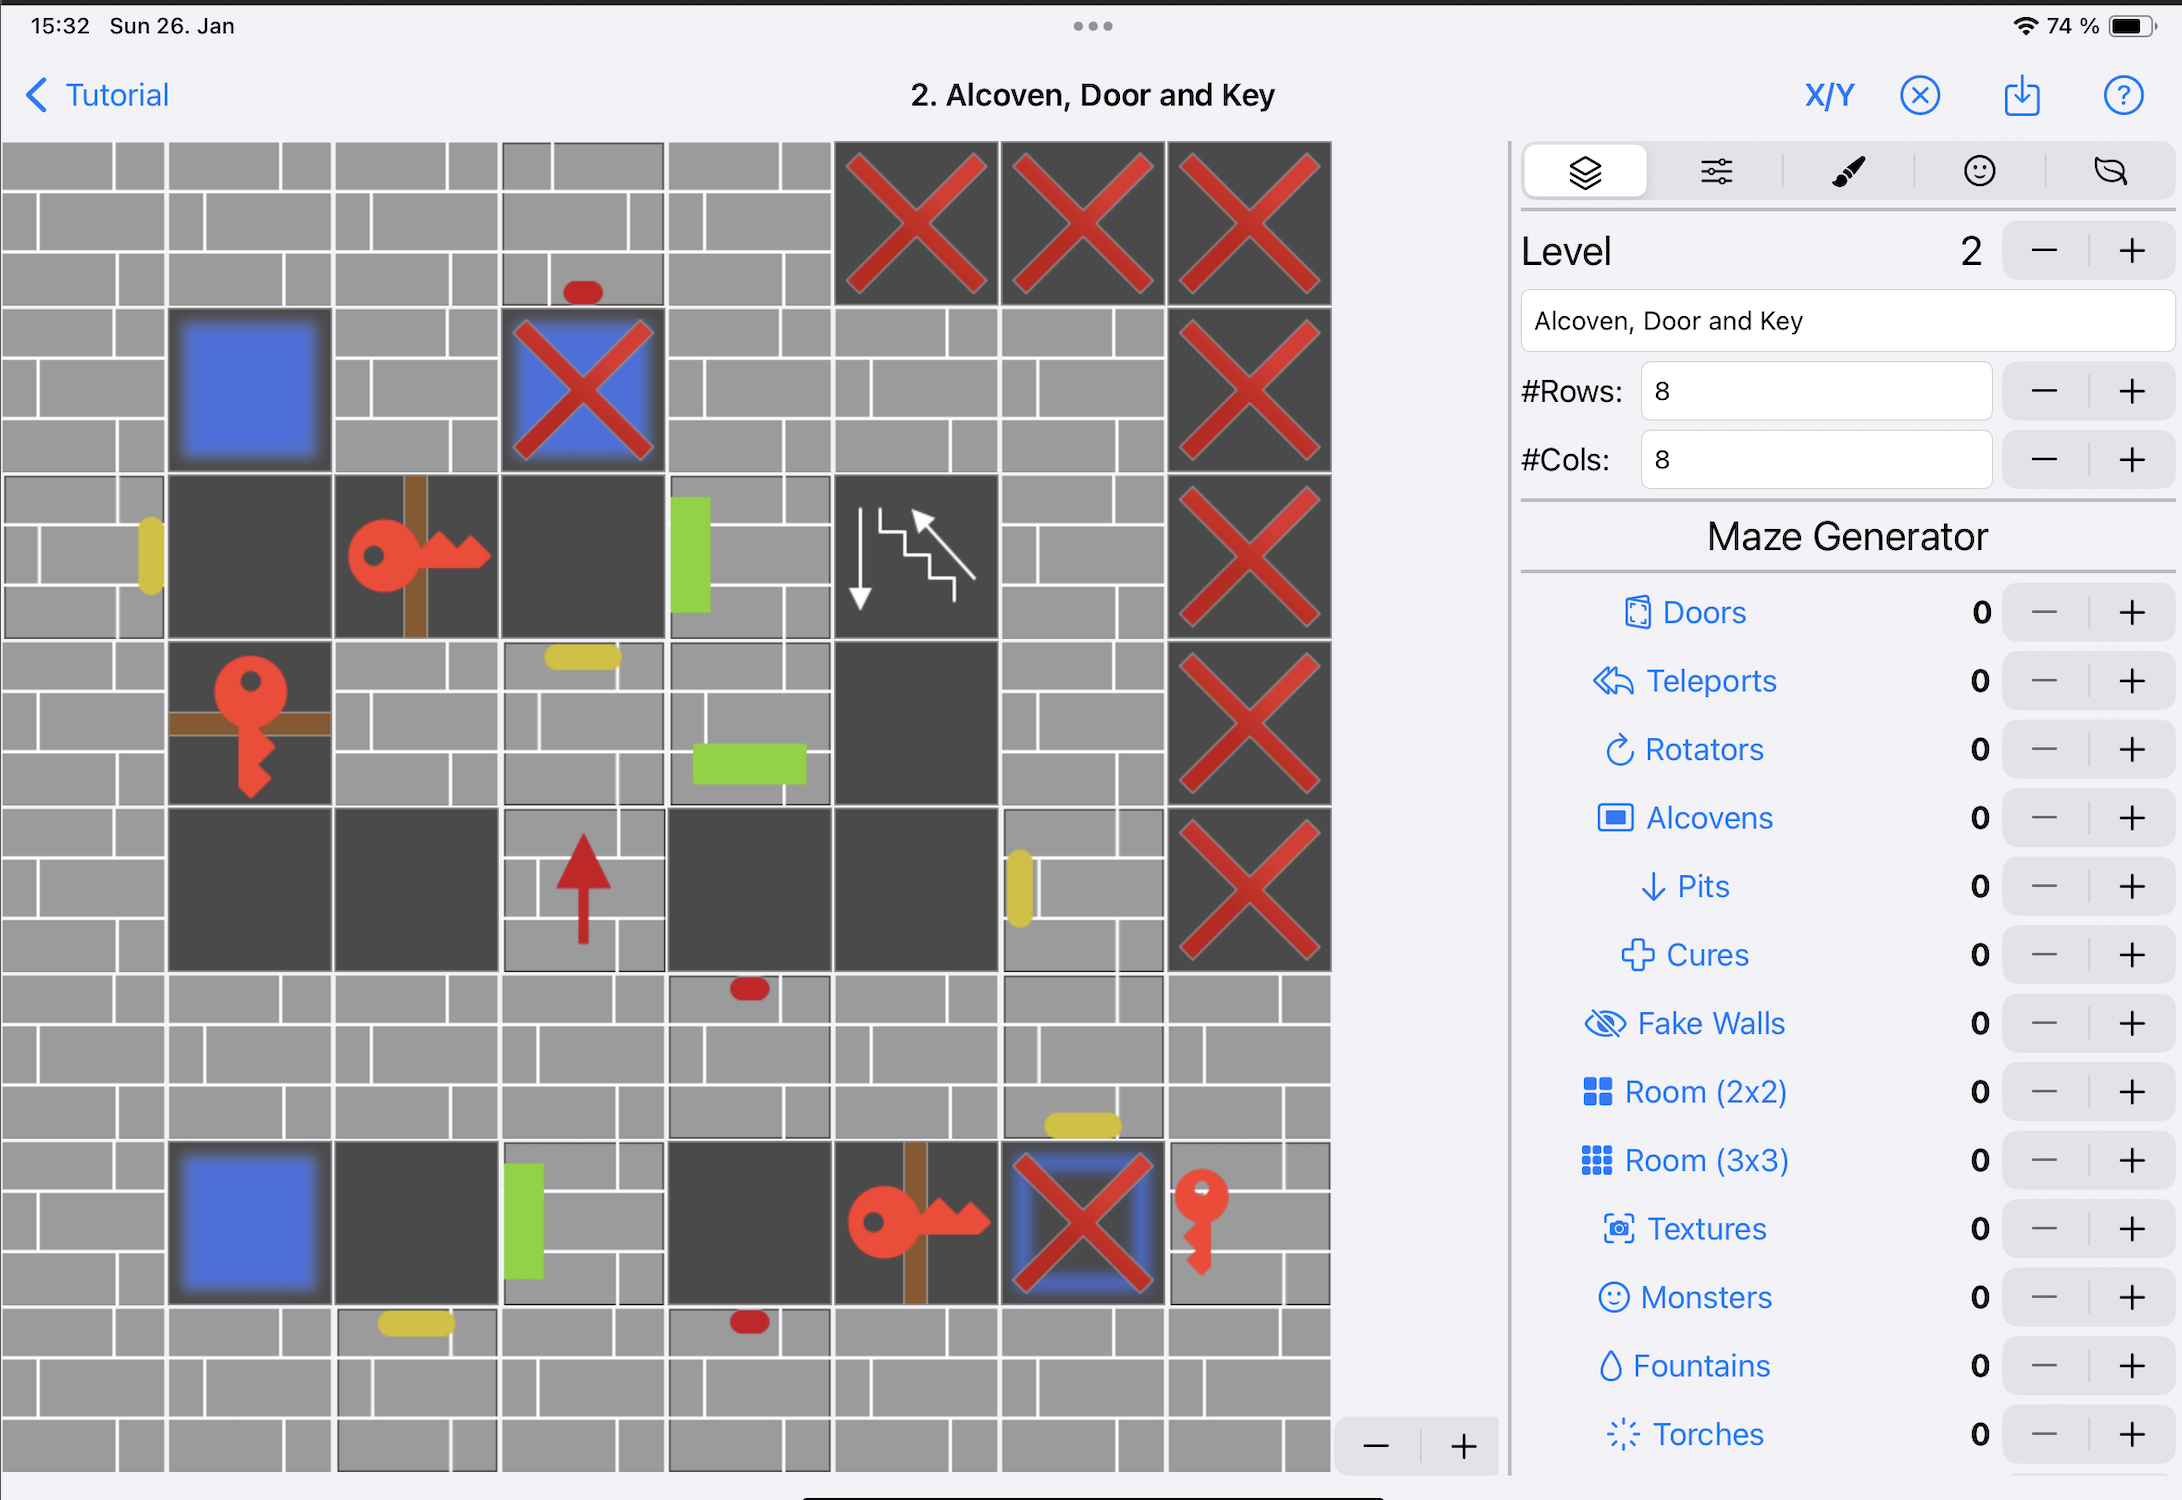 15:32 Sun 26. Jan
74 %
Tutorial
2. Alcoven, Door and Key
X/Y
Level 2
Alcoven, Door and Key
#Rows: 8
#Cols: 8
Maze Generator
Doors 0
Teleports 0
Rotators 0
Alcovens 0
Pits 0
Cures 0
Fake Walls 0
Room (2x2) 0
Room (3x3) 0
Textures 0
Monsters 0
Fountains 0
Torches 0